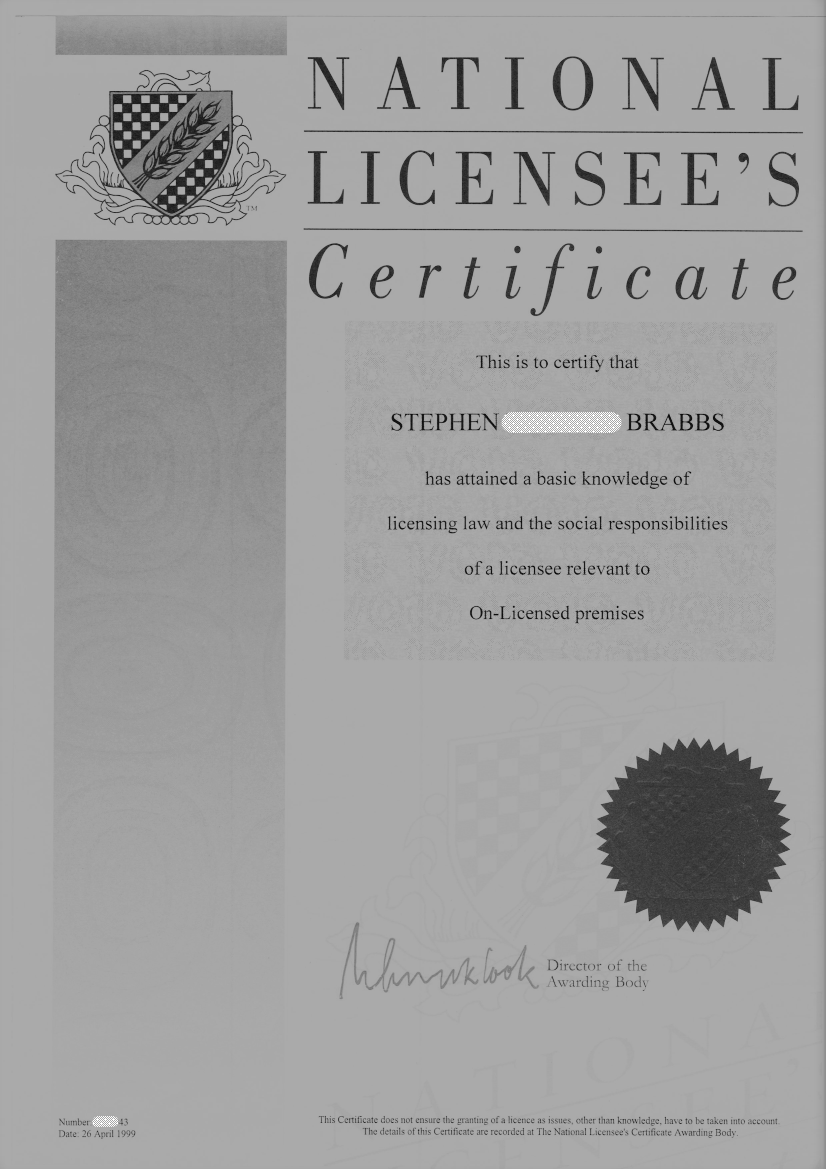 NATIONAL
LICENSEE'S
Certificate
TM
This is to certify that
STEPHEN BRABBS
has attained a basic knowledge of
licensing law and the social responsibilities
of a licensee relevant to
On-Licensed premises
Director of the
Awarding Body
Number 43
Date: 26 April 1999
This Certificate does not ensure the granting of a licence as issues, other than knowledge, have to be taken into account.
The details of this Certificate are recorded at The National Licensee's Certificate Awarding Body.